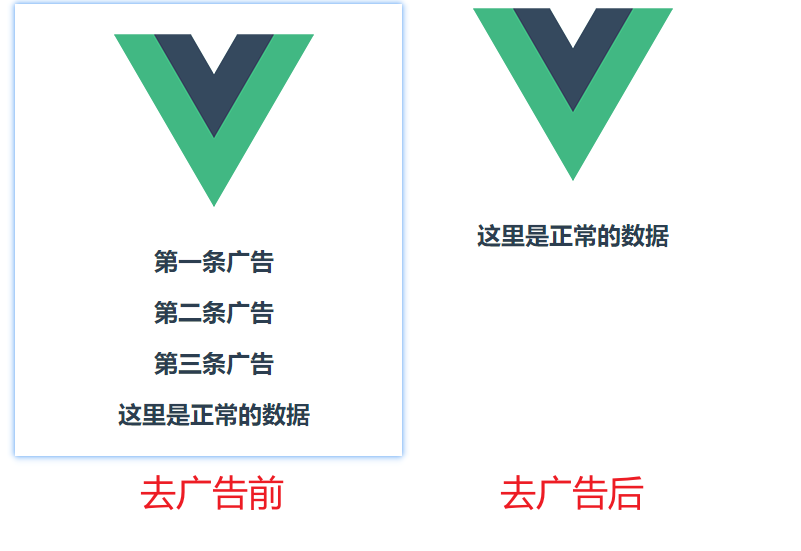 第一条广告
第二条广告
第三条广告
这里是正常的数据
去广告前
这里是正常的数据
去广告后